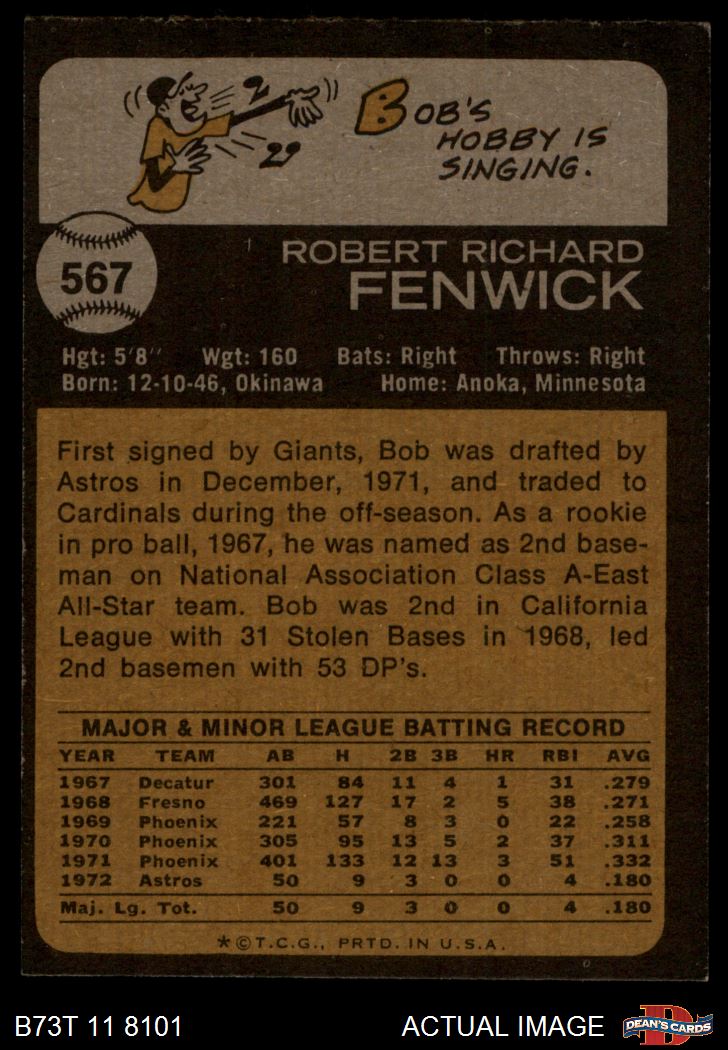 BOB'S
HOBBY IS
SINGING.
567
ROBERT RICHARD
FENWICK
Hgt: 5'8" Wgt: 160 Bats: Right Throws: Right
Born: 12-10-46, Okinawa Home: Anoka, Minnesota
First signed by Giants, Bob was drafted by
Astros in December, 1971, and traded to
Cardinals during the off-season. As a rookie
in pro ball, 1967, he was named as 2nd base-
man on National Association Class A-East
All-Star team. Bob was 2nd in California
League with 31 Stolen Bases in 1968, led
2nd basemen with 53 DP's.
MAJOR & MINOR LEAGUE BATTING RECORD
YEAR TEAM AB H 2B 3B HR RBI AVG
1967 Decatur 301 84 11 4 1 31 .279
1968 Fresno 469 127 17 2 5 38 .271
1969 Phoenix 221 57 8 3 0 22 .258
1970 Phoenix 305 95 13 5 2 37 .311
1971 Phoenix 401 133 12 13 3 51 .332
1972 Astros 50 9 3 0 0 4 .180
Maj. Lg. Tot. 50 9 3 0 0 4 .180
*©T.C.G., PRTD. IN U.S.A.
B73T 11 8101 ACTUAL IMAGE D DEAN'S CARDS